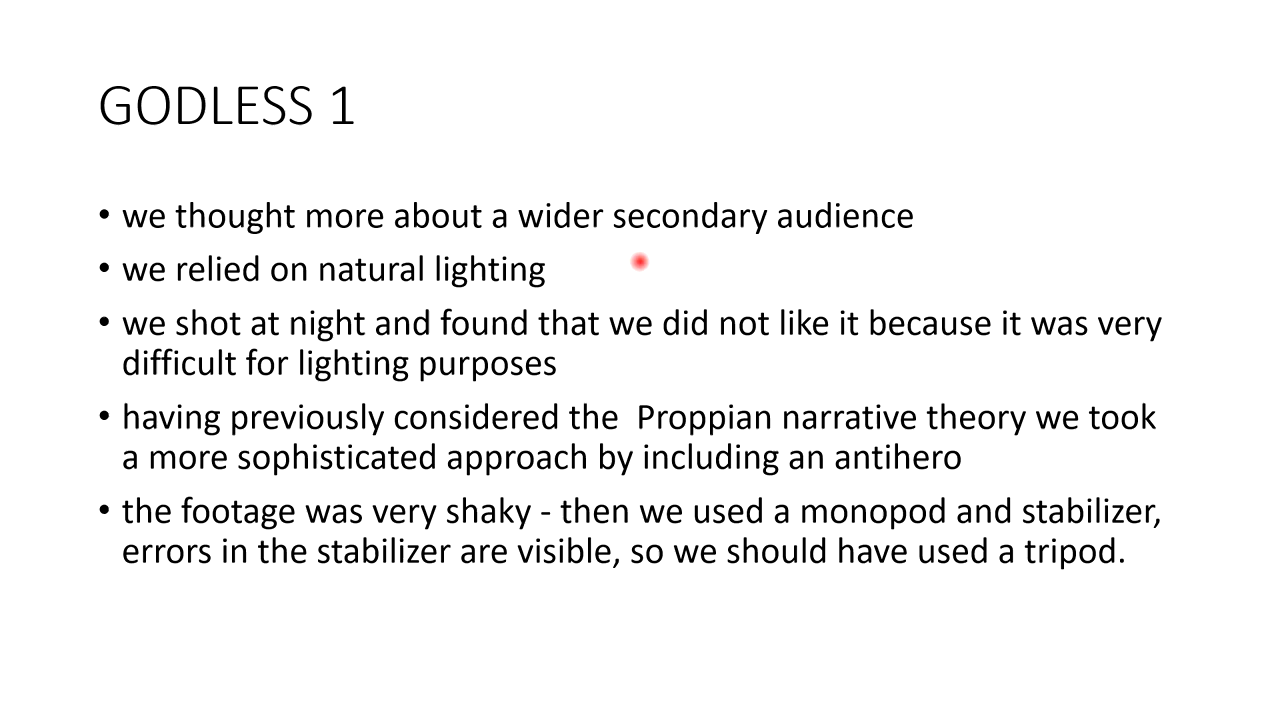 GODLESS 1
• we thought more about a wider secondary audience
• we relied on natural lighting
• we shot at night and found that we did not like it because it was very
difficult for lighting purposes
• having previously considered the  Proppian narrative theory we took
a more sophisticated approach by including an antihero
• the footage was very shaky - then we used a monopod and stabilizer,
errors in the stabilizer are visible, so we should have used a tripod.